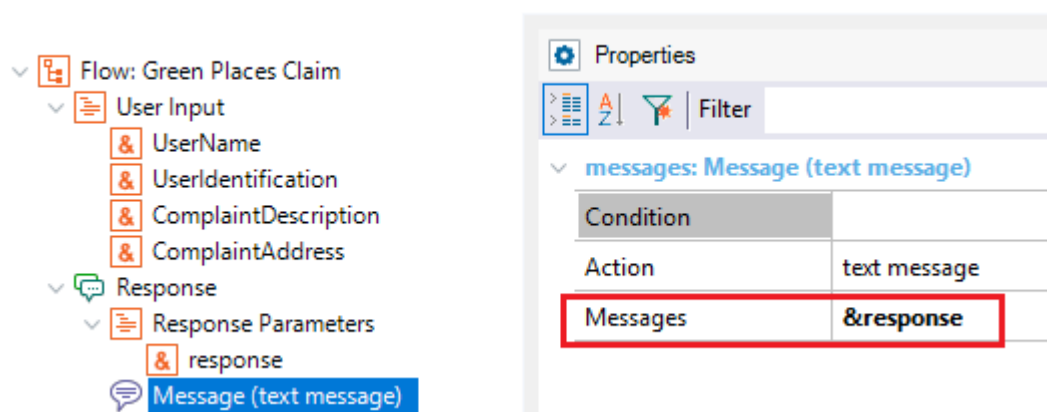 Flow: Green Places Claim
User Input
& UserName
& UserIdentification
& ComplaintDescription
& ComplaintAddress
Response
Response Parameters
& response
Message (text message)
Properties
A Z Filter
messages: Message (text message)
Condition
Action text message
Messages &response